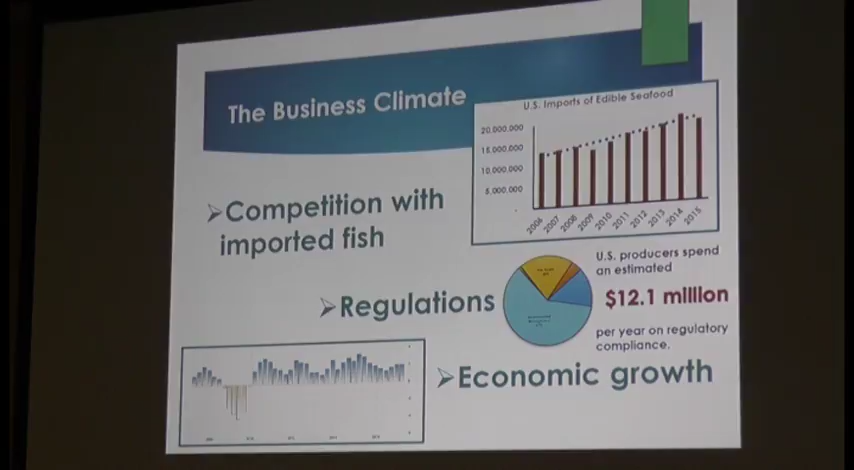 The Business Climate
U.S. Imports of Edible Seafood
20,000,000
15,000,000
10,000,000
5,000,000
2006 2007 2008 2009 2010 2011 2012 2013 2014 2015
Competition with
imported fish
U.S. producers spend
an estimated
$12.1 million
per year on regulatory
compliance.
Regulations
Economic growth